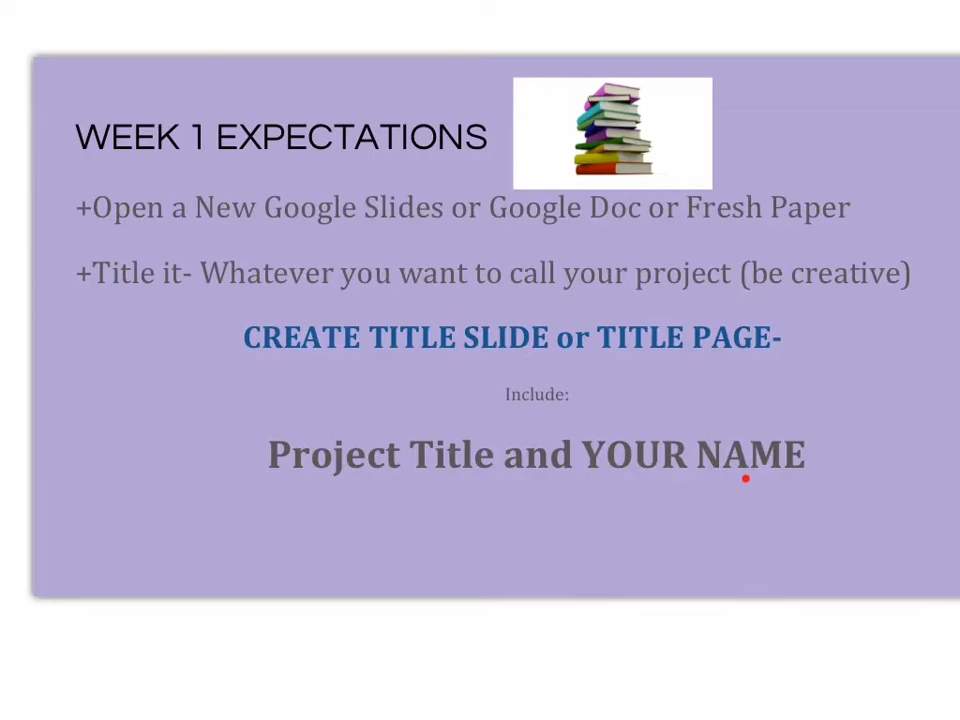 WEEK 1 EXPECTATIONS
+Open a New Google Slides or Google Doc or Fresh Paper
+Title it- Whatever you want to call your project (be creative)
CREATE TITLE SLIDE or TITLE PAGE-
Include:
Project Title and YOUR NAME